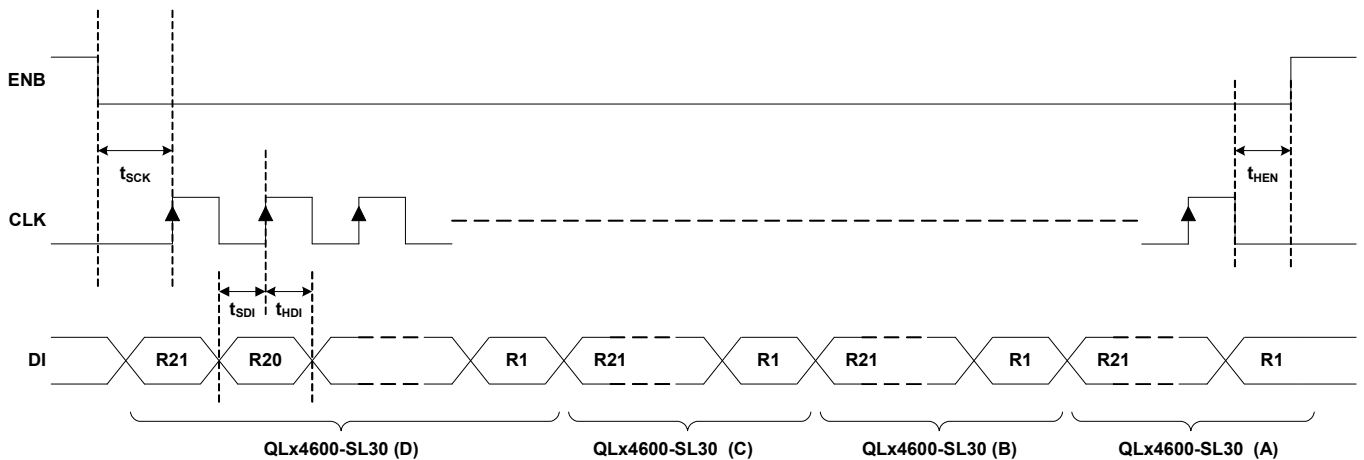 ENB
tSCK
tHEN
CLK
tSDI
tHDI
DI
R21
R20
R1
R21
R1
R21
R1
R21
R1
QLx4600-SL30 (D)
QLx4600-SL30 (C)
QLx4600-SL30 (B)
QLx4600-SL30 (A)